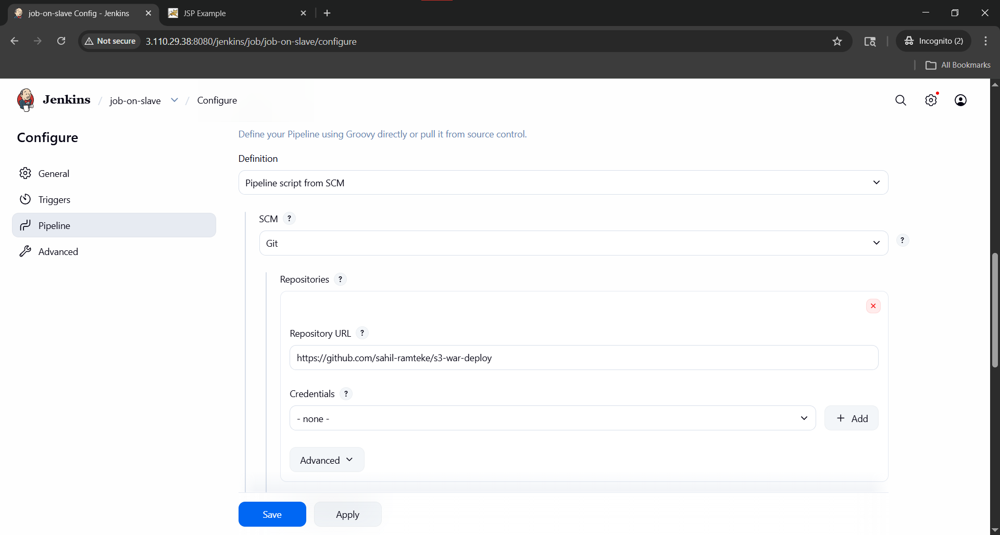 job-on-slave Config - Jenkins
JSP Example
Not secure
3.110.29.38:8080/jenkins/job/job-on-slave/configure
Incognito (2)
All Bookmarks
Jenkins / job-on-slave / Configure
Configure
General
Triggers
Pipeline
Advanced
Define your Pipeline using Groovy directly or pull it from source control.
Definition
Pipeline script from SCM
SCM ?
Git
?
Repositories ?
Repository URL ?
https://github.com/sahil-ramteke/s3-war-deploy
Credentials ?
- none -
+ Add
Advanced
Save
Apply